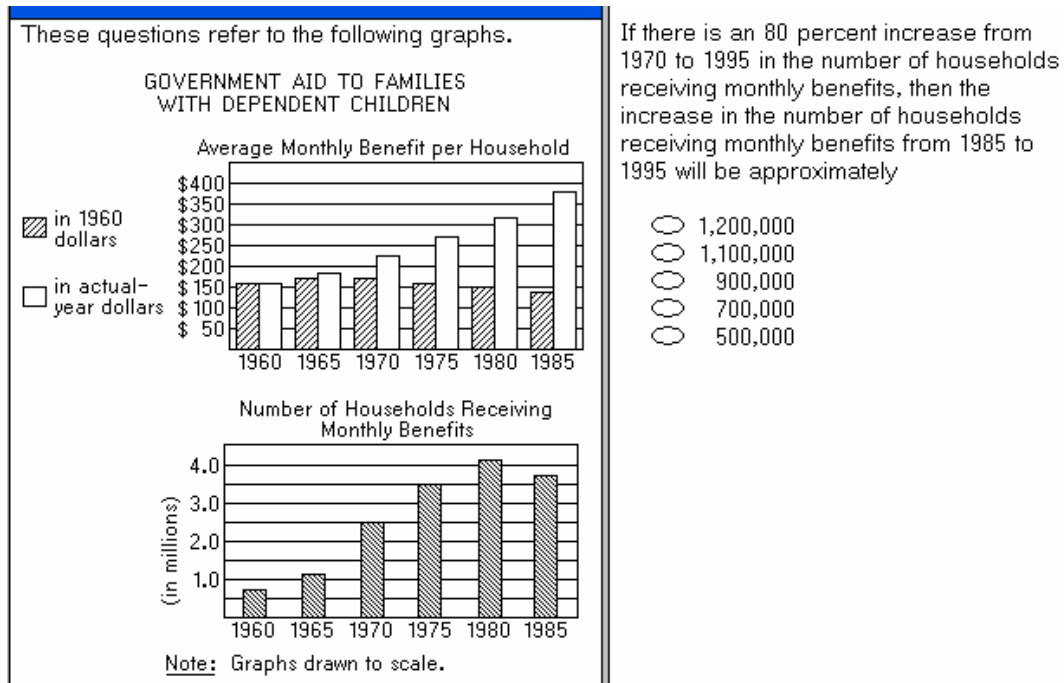 These questions refer to the following graphs.
GOVERNMENT AID TO FAMILIES
WITH DEPENDENT CHILDREN
Average Monthly Benefit per Household
$400
$350
$300
$250
$200
$150
$100
$ 50
in 1960
dollars
in actual-
year dollars
1960 1965 1970 1975 1980 1985
Number of Households Receiving
Monthly Benefits
(in millions)
4.0
3.0
2.0
1.0
1960 1965 1970 1975 1980 1985
Note: Graphs drawn to scale.
If there is an 80 percent increase from
1970 to 1995 in the number of households
receiving monthly benefits, then the
increase in the number of households
receiving monthly benefits from 1985 to
1995 will be approximately
1,200,000
1,100,000
900,000
700,000
500,000